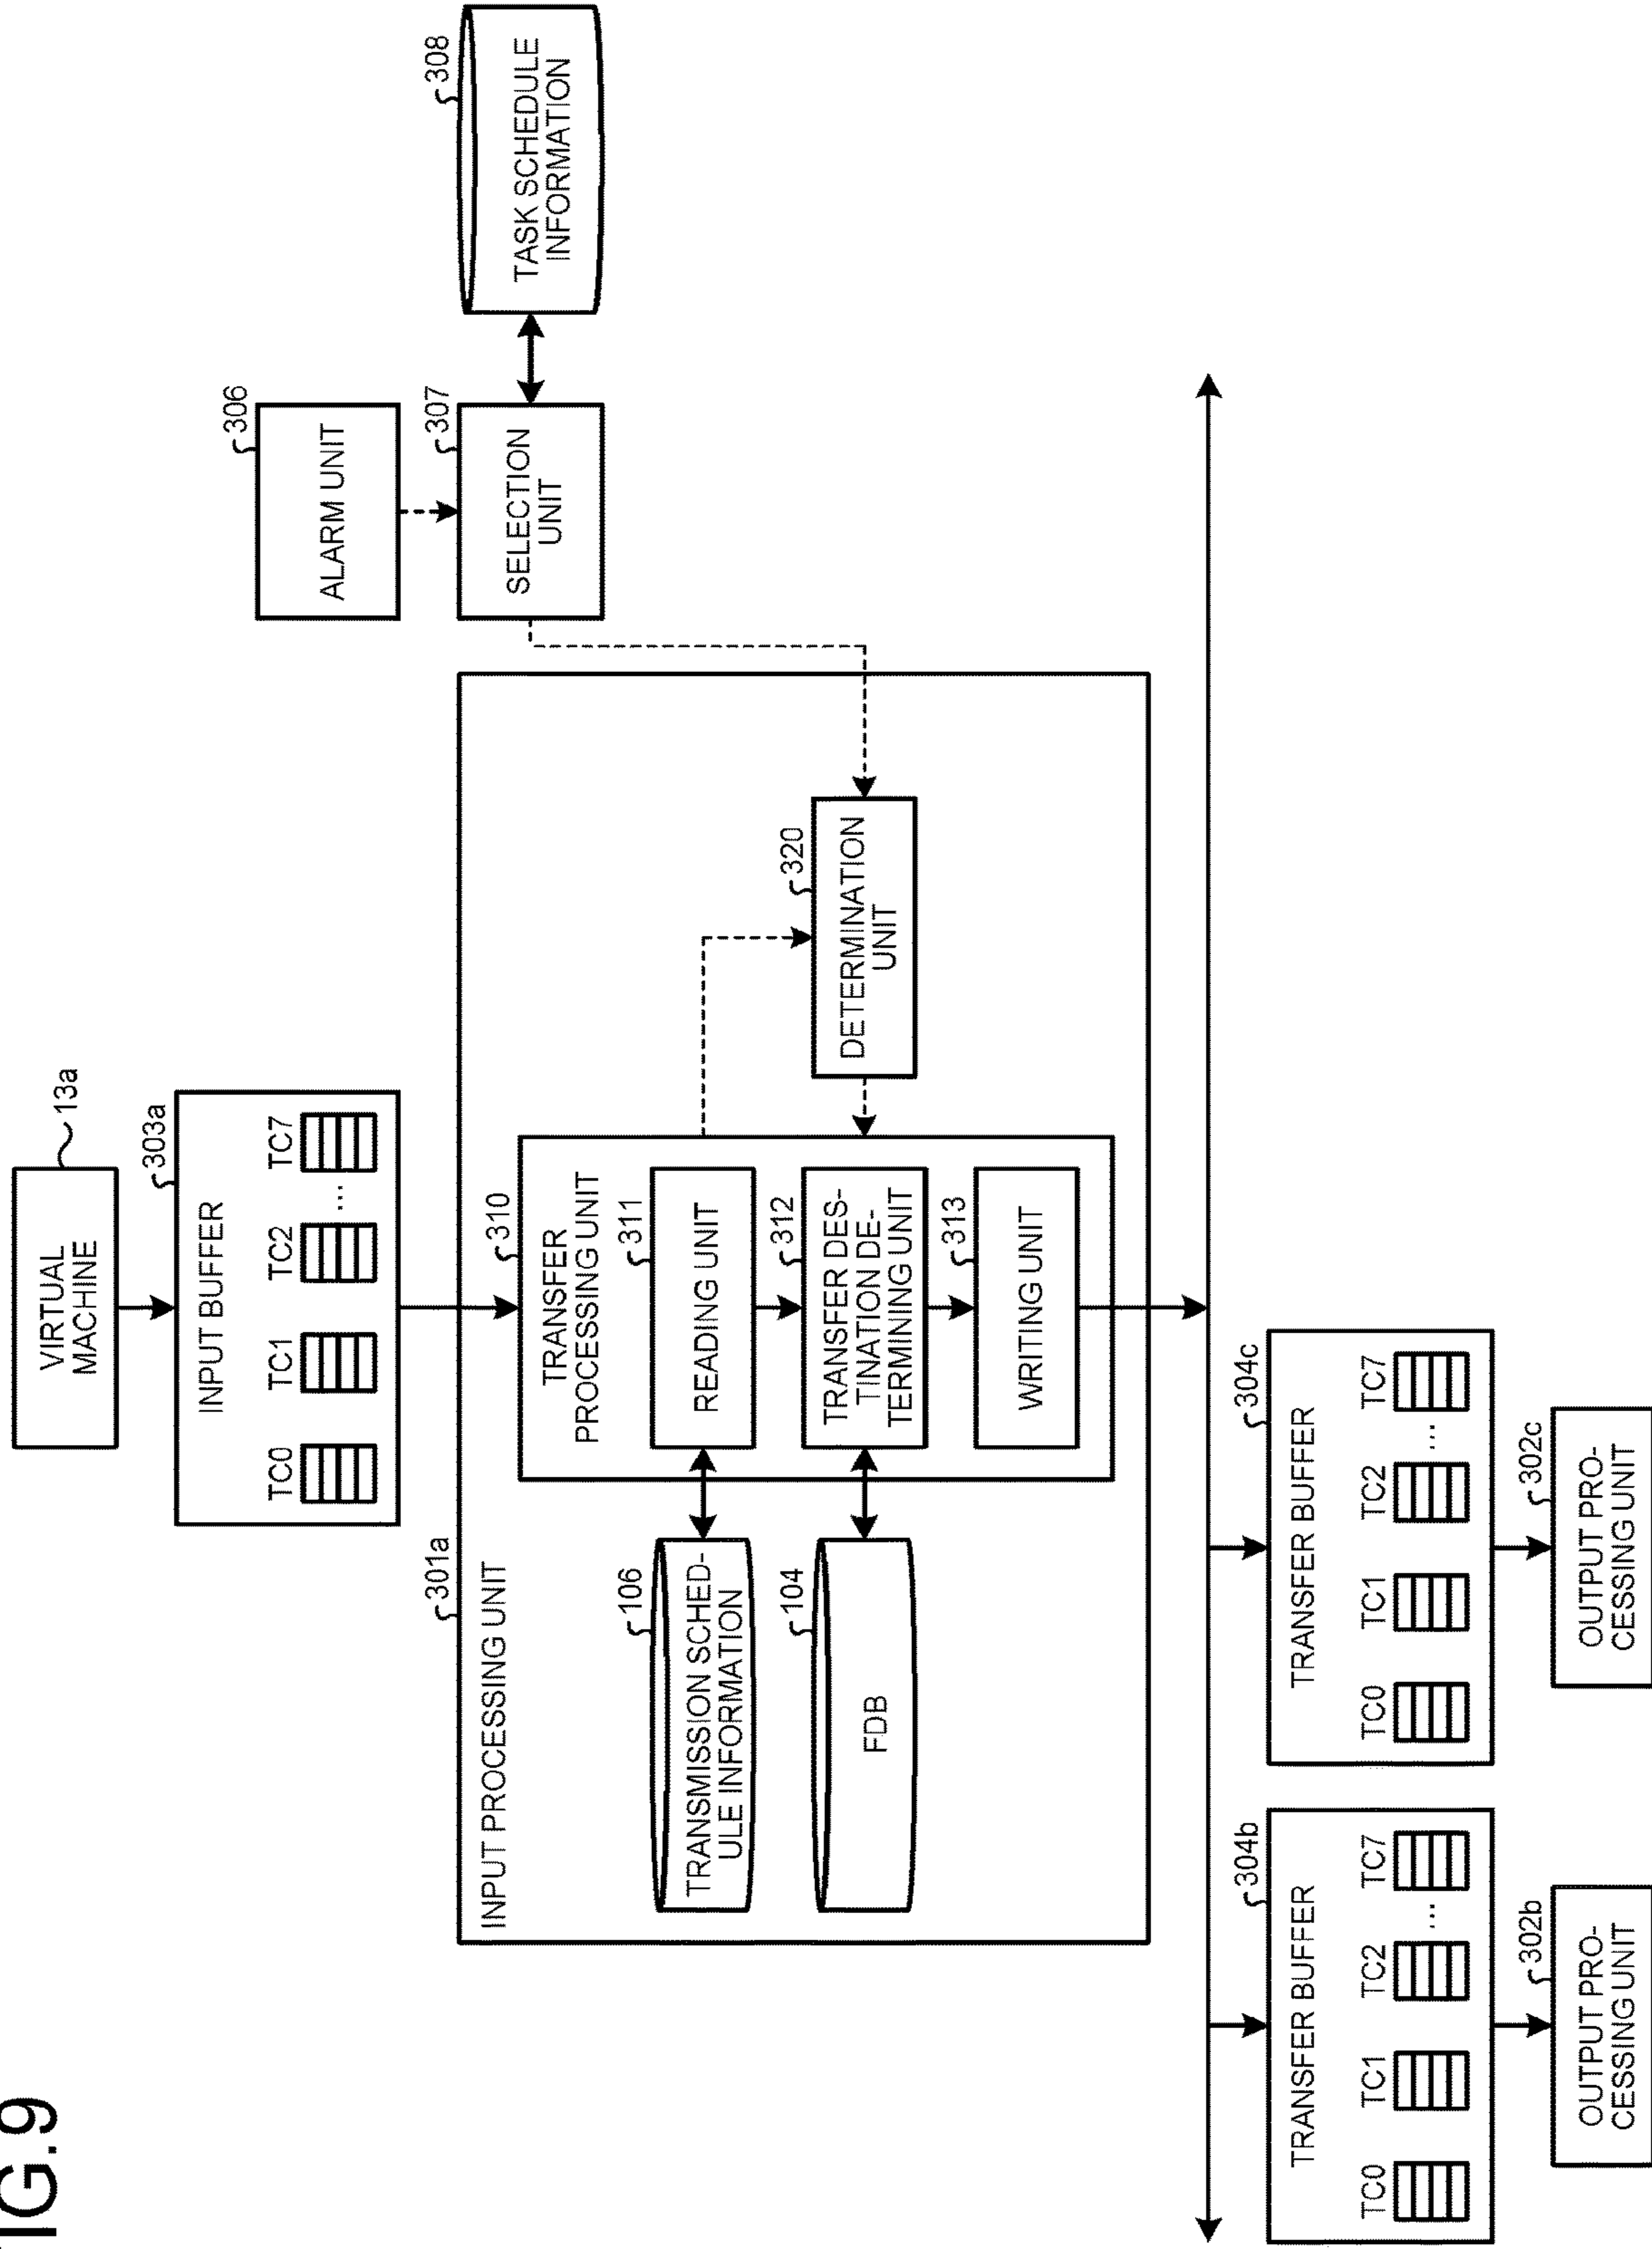 FIG.9
VIRTUAL
MACHINE
13a
303a
INPUT BUFFER
TC0
TC1
TC2
...
TC7
306
ALARM UNIT
307
SELECTION
UNIT
308
TASK SCHEDULE
INFORMATION
301a
INPUT PROCESSING UNIT
310
TRANSFER
PROCESSING UNIT
106
TRANSMISSION SCHED-
ULE INFORMATION
311
READING UNIT
104
FDB
312
TRANSFER DES-
TINATION DE-
TERMINING UNIT
320
DETERMINATION
UNIT
313
WRITING UNIT
304b
TRANSFER BUFFER
TC0
TC1
TC2
...
TC7
304c
TRANSFER BUFFER
TC0
TC1
TC2
...
TC7
302b
OUTPUT PRO-
CESSING UNIT
302c
OUTPUT PRO-
CESSING UNIT